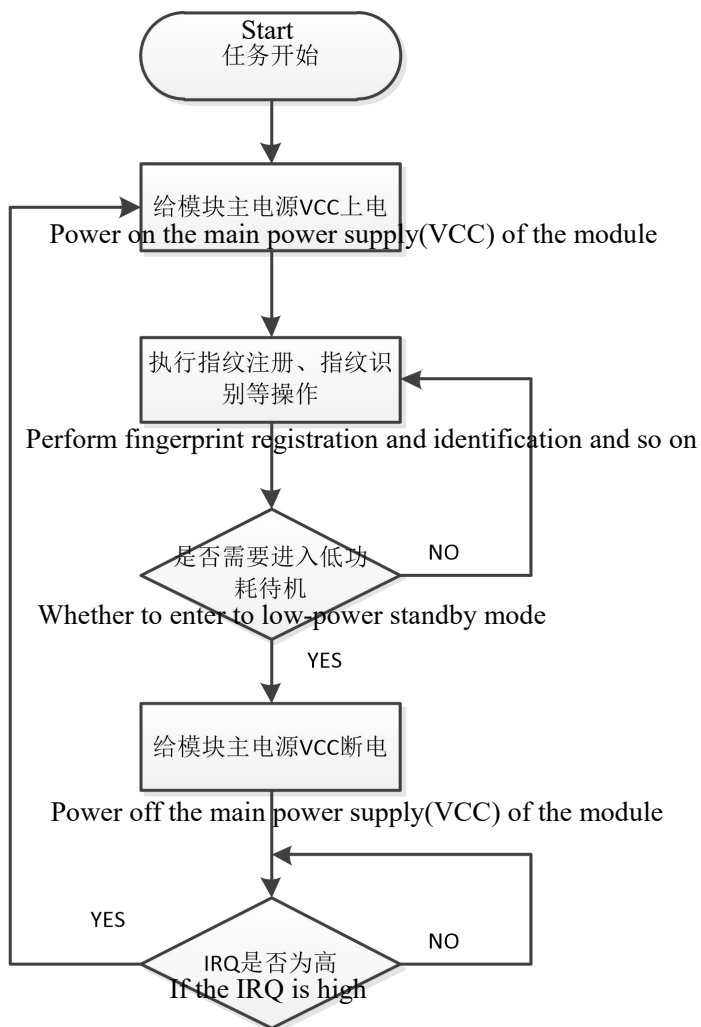 Start
任务开始
给模块主电源VCC上电
Power on the main power supply(VCC) of the module
执行指纹注册、指纹识
别等操作
Perform fingerprint registration and identification and so on
是否需要进入低功
耗待机
NO
Whether to enter to low-power standby mode
YES
给模块主电源VCC断电
Power off the main power supply(VCC) of the module
YES
NO
IRQ是否为高
If the IRQ is high